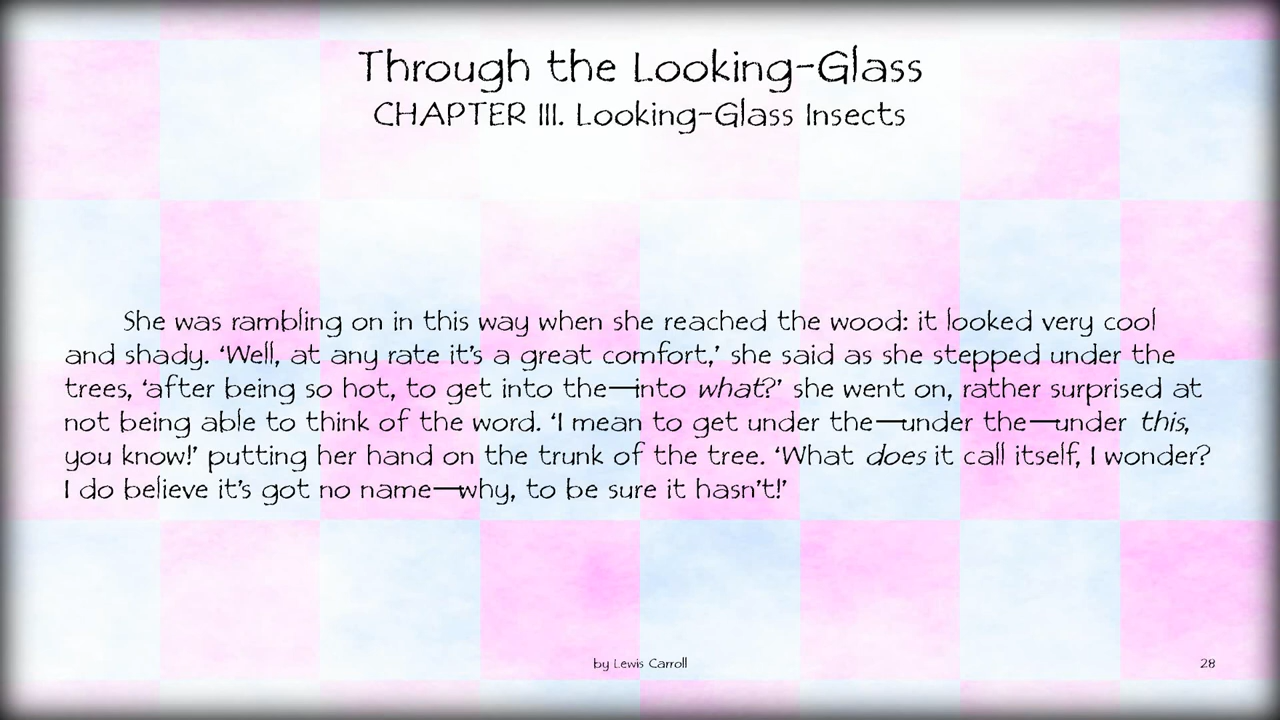 Through the Looking-Glass
CHAPTER III. Looking-Glass Insects
She was rambling on in this way when she reached the wood: it looked very cool
and shady. ‘Well, at any rate it’s a great comfort,’ she said as she stepped under the
trees, ‘after being so hot, to get into the—into what?’ she went on, rather surprised at
not being able to think of the word. ‘I mean to get under the—under the—under this,
you know!’ putting her hand on the trunk of the tree. ‘What does it call itself, I wonder?
I do believe it’s got no name—why, to be sure it hasn’t!’
by Lewis Carroll
28